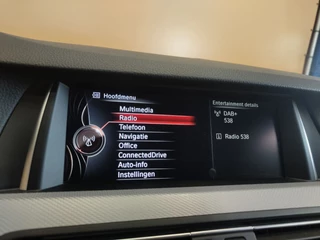 Hoofdmenu
Multimedia
Radio
Telefoon
Navigatie
Office
ConnectedDrive
Auto-info
Instellingen
Entertainment details
DAB+
538
Radio 538